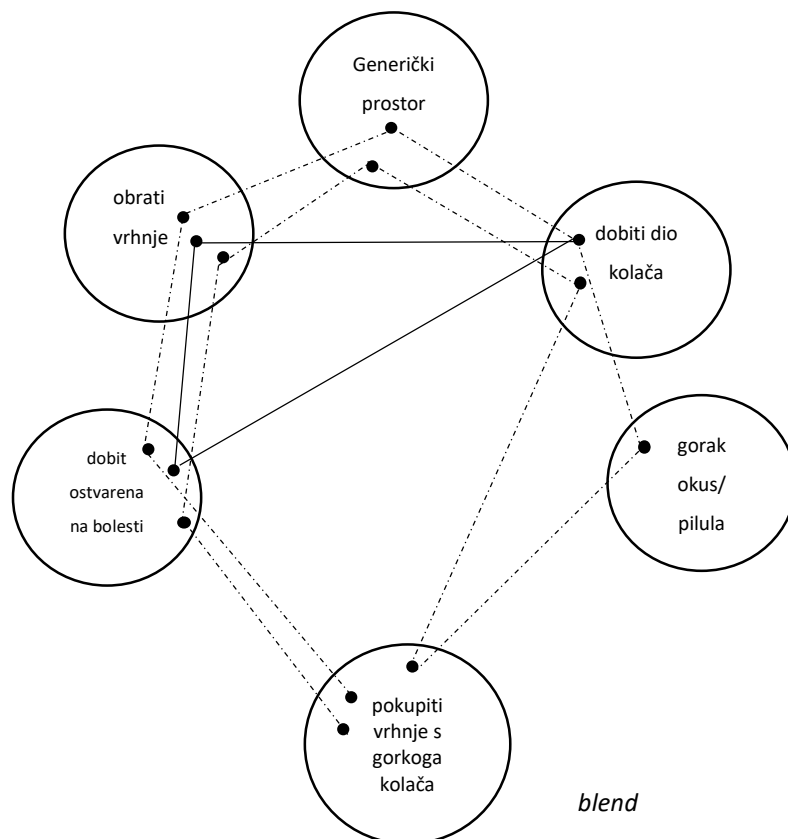 Generički
prostor
obrati
vrhnje
dobiti dio
kolača
dobit
ostvarena
na bolesti
gorak
okus/
pilula
pokupiti
vrhnje s
gorkoga
kolača
blend